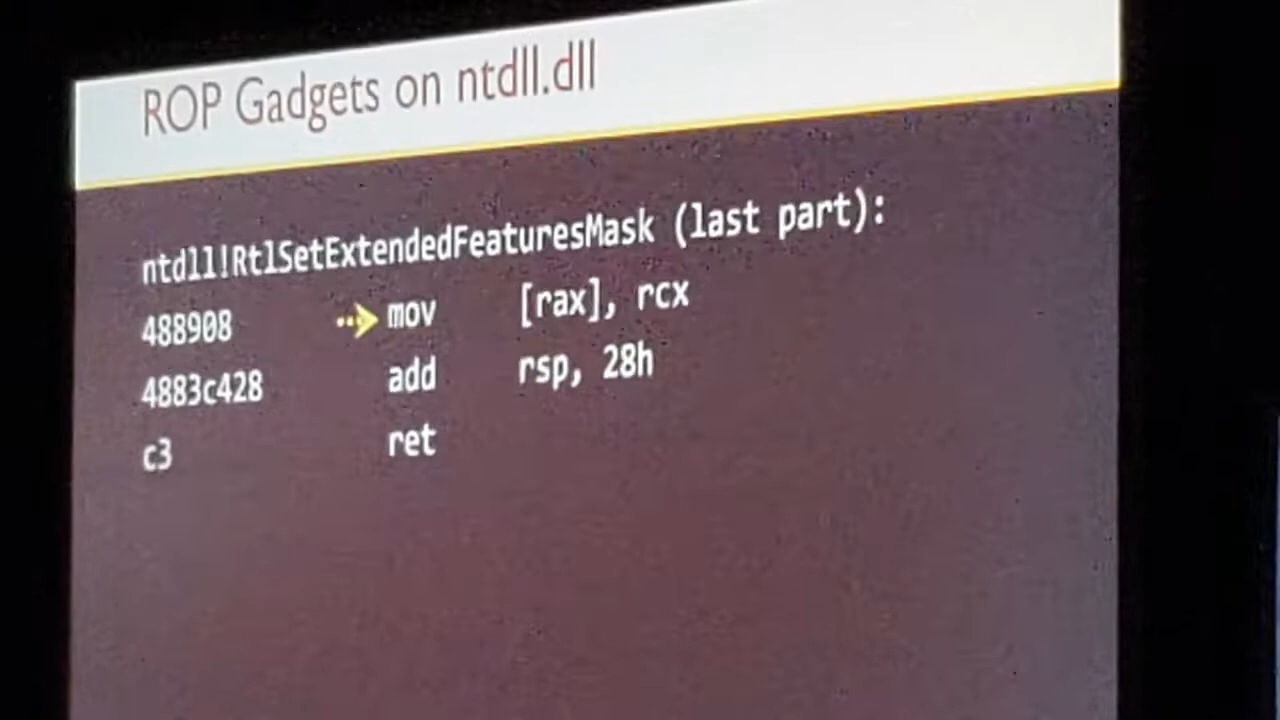 ROP Gadgets on ntdll.dll
ntdll!RtlSetExtendedFeaturesMask (last part):
488908 mov [rax], rcx
4883c428 add rsp, 28h
c3 ret